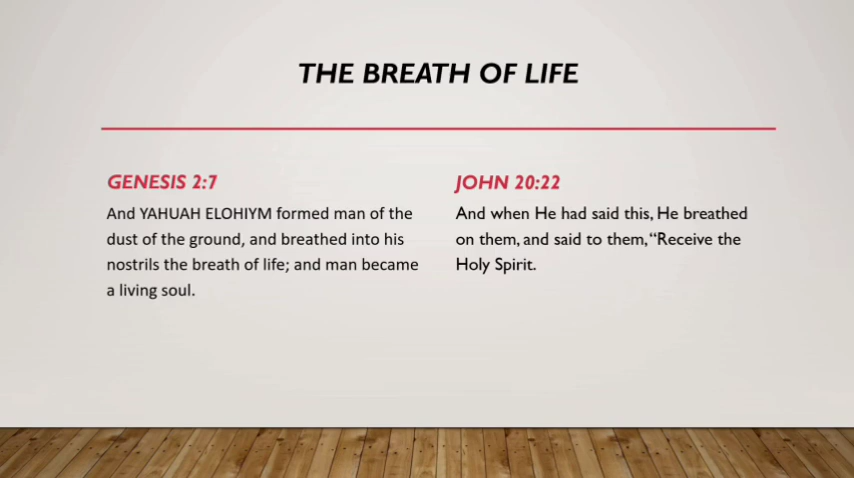 THE BREATH OF LIFE
GENESIS 2:7
And YAHUAH ELOHIYM formed man of the
dust of the ground, and breathed into his
nostrils the breath of life; and man became
a living soul.
JOHN 20:22
And when He had said this, He breathed
on them, and said to them, “Receive the
Holy Spirit.